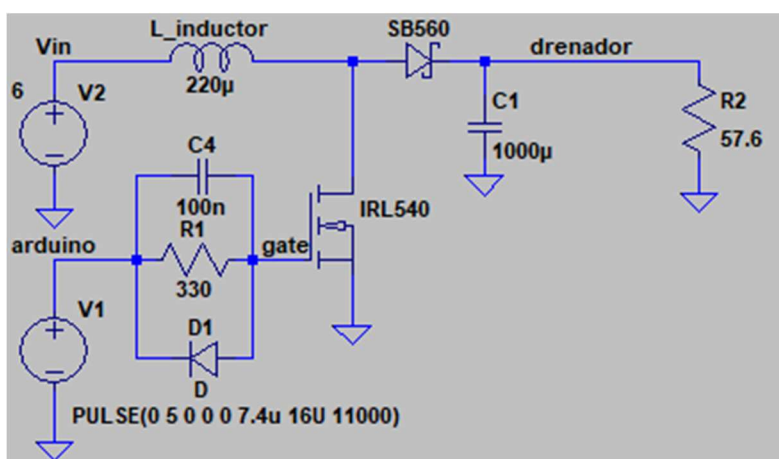 L_inductor
SB560
Vin
drenador
220µ
6
V2
C1
R2
1000µ
57.6
C4
100n
IRL540
arduino
R1
gate
330
V1
D1
D
PULSE(0 5 0 0 0 7.4u 16U 11000)